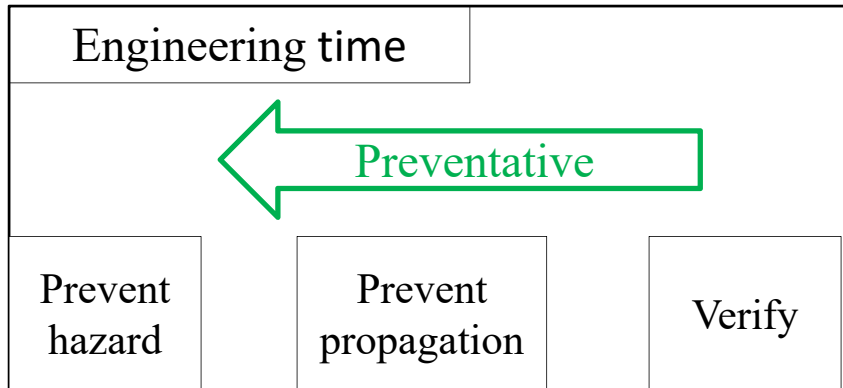 Engineering time
Preventative
Prevent
hazard
Prevent
propagation
Verify